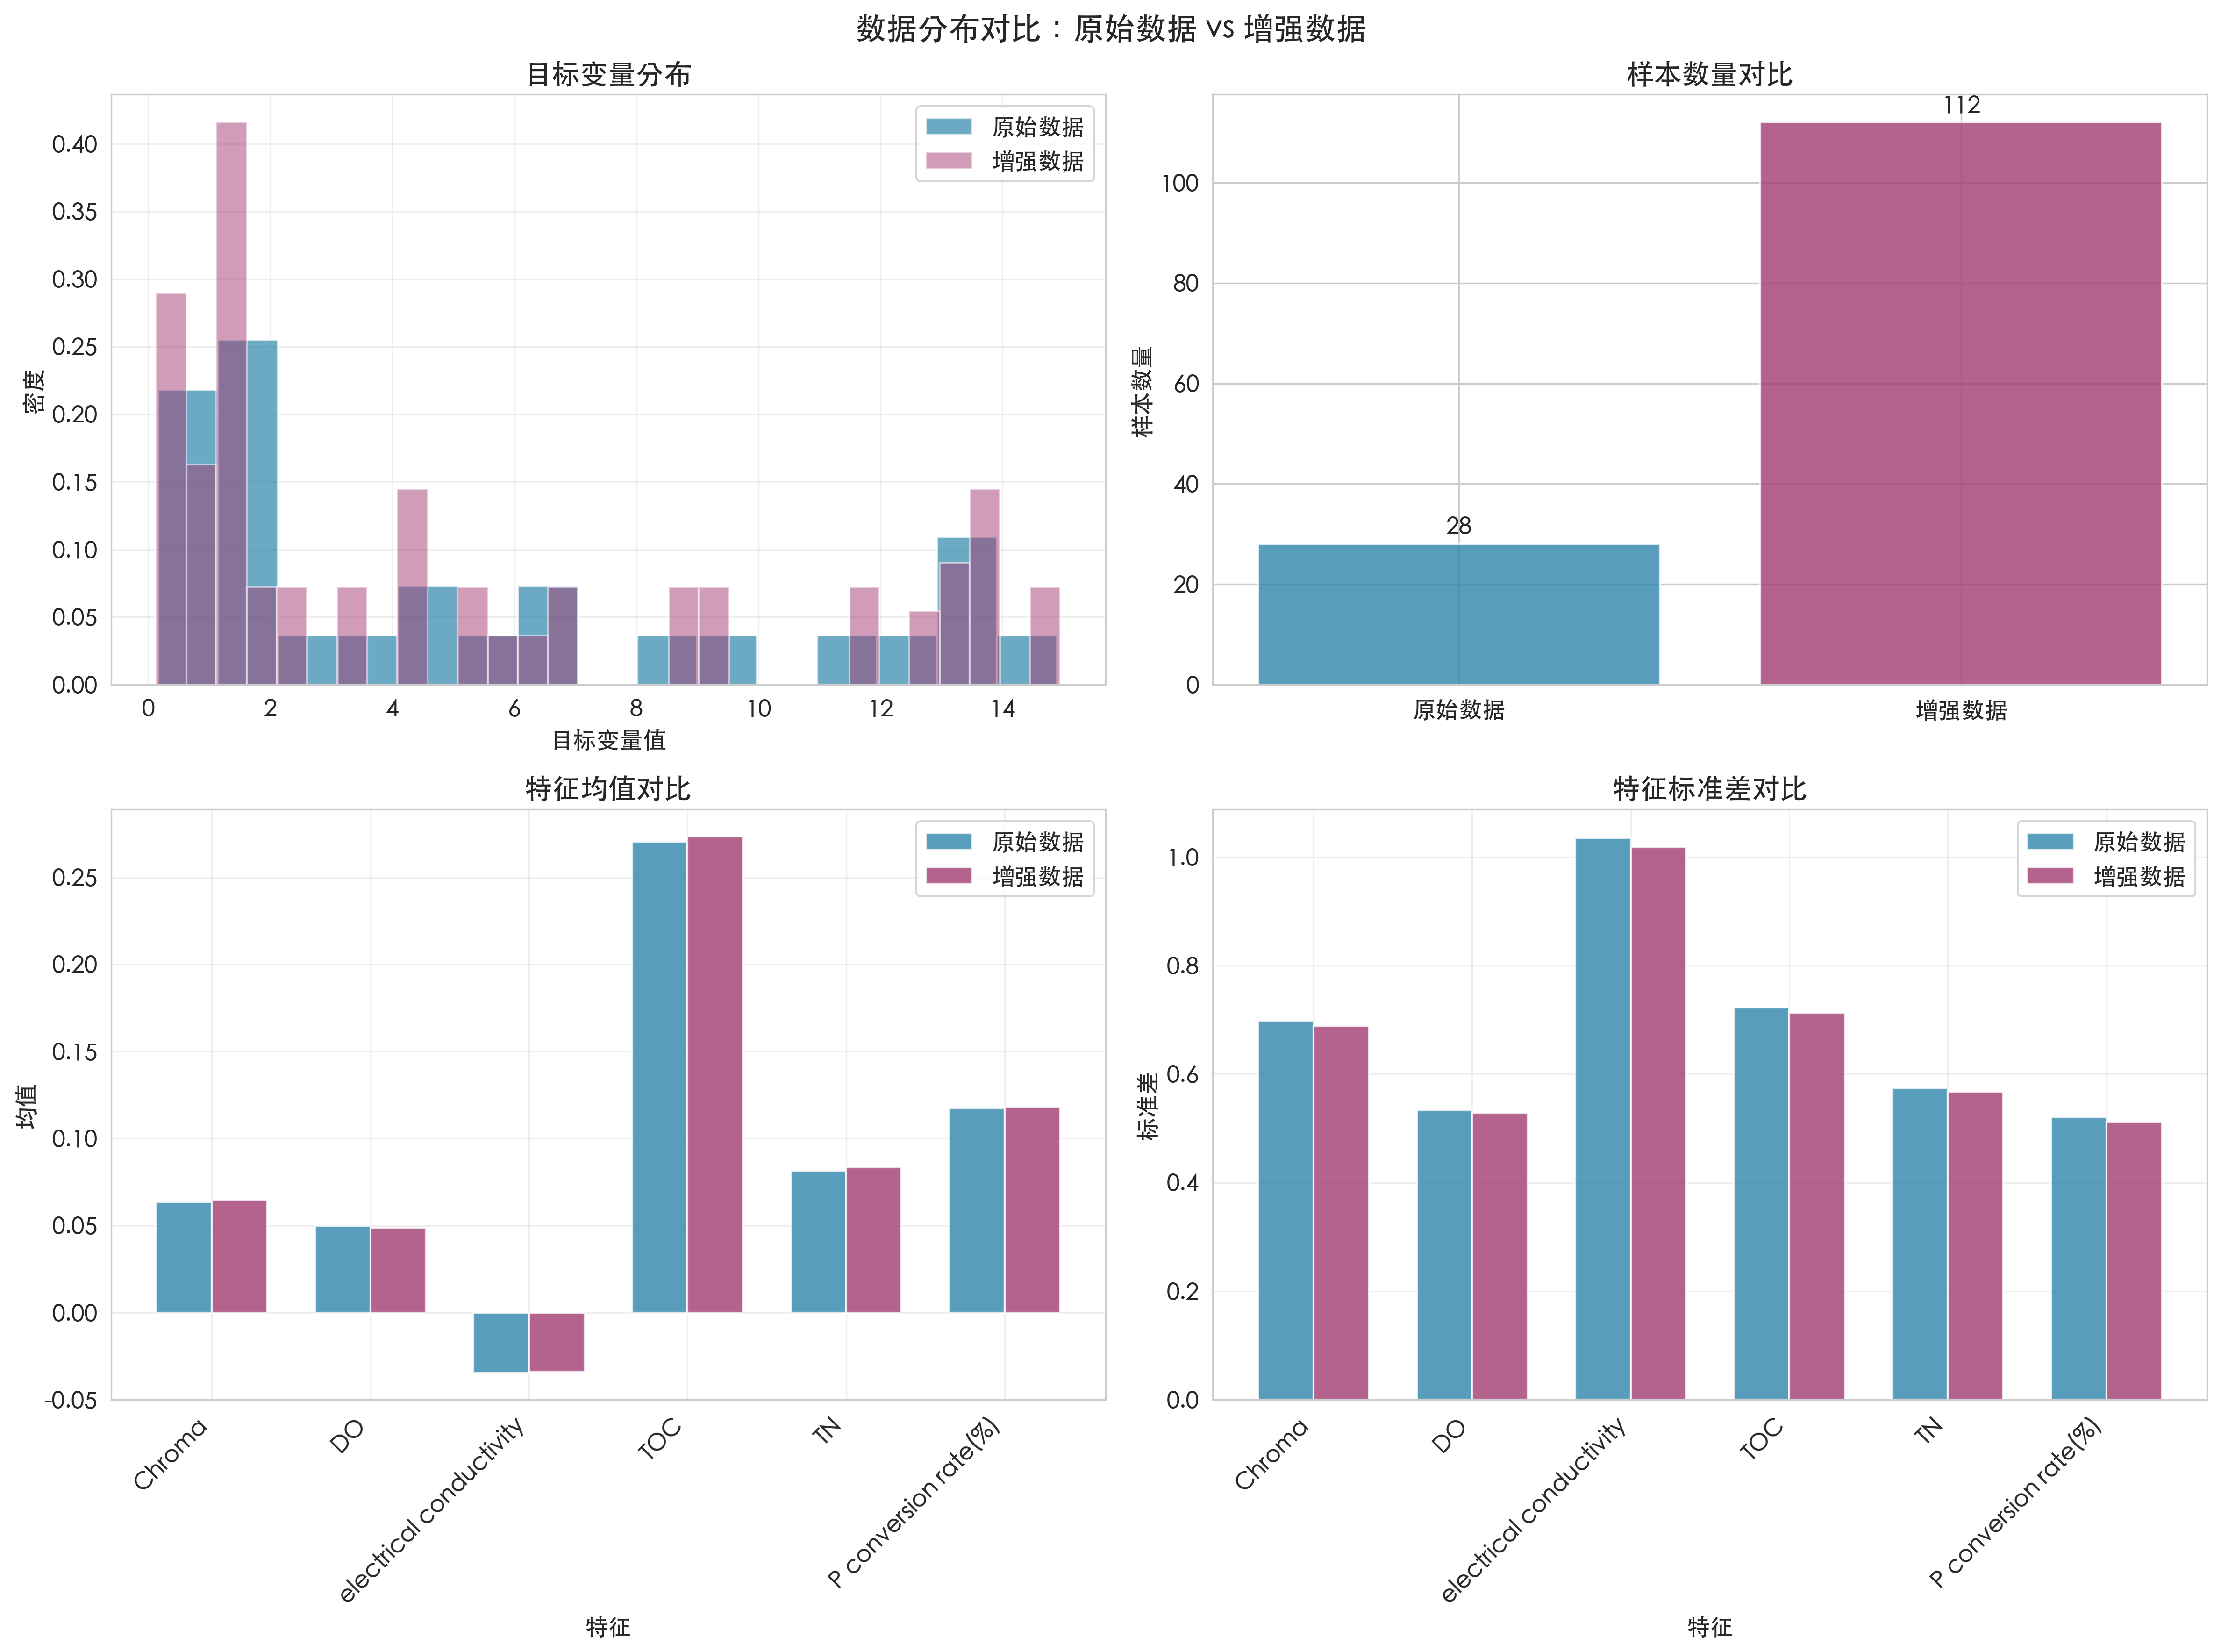 数据分布对比：原始数据 vs 增强数据
目标变量分布
原始数据
增强数据
密度
0.40
0.35
0.30
0.25
0.20
0.15
0.10
0.05
0.00
0 2 4 6 8 10 12 14
目标变量值
样本数量对比
样本数量
100
80
60
40
20
0
28
112
原始数据 增强数据
特征均值对比
原始数据
增强数据
均值
0.25
0.20
0.15
0.10
0.05
0.00
-0.05
Chroma
DO
electrical conductivity
TOC
TN
P conversion rate(%)
特征
特征标准差对比
原始数据
增强数据
标准差
1.0
0.8
0.6
0.4
0.2
0.0
Chroma
DO
electrical conductivity
TOC
TN
P conversion rate(%)
特征